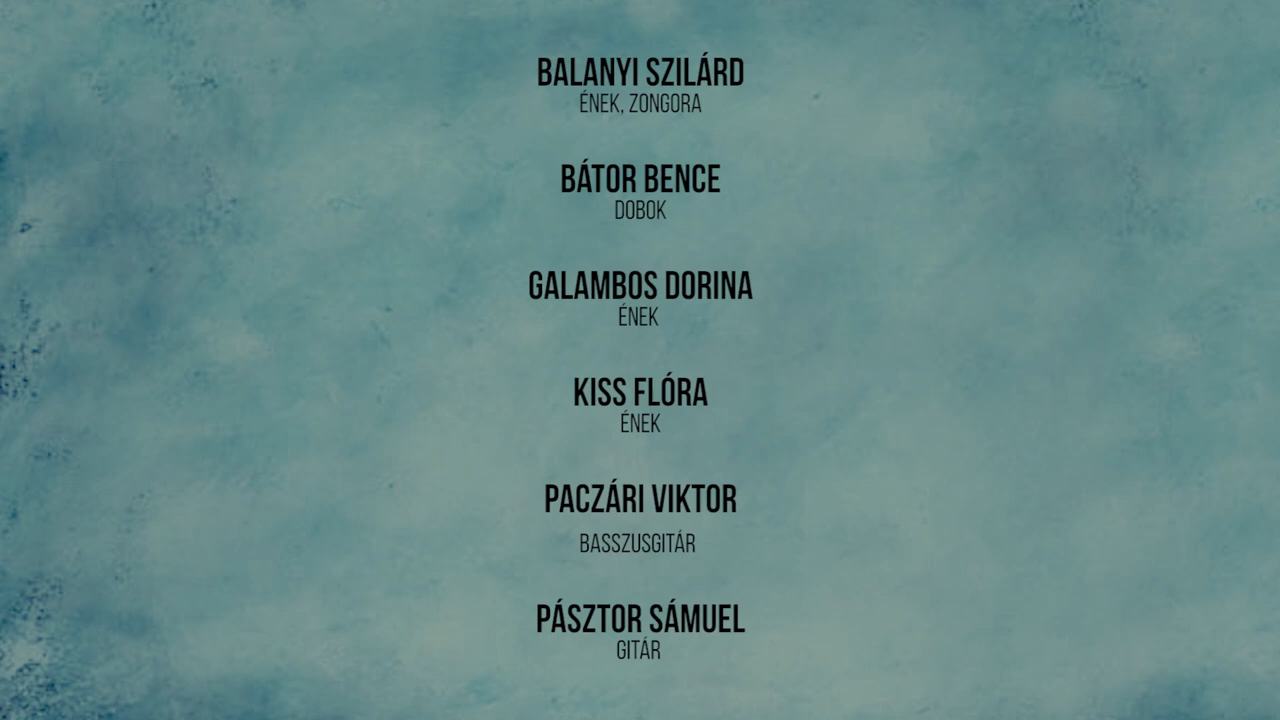 BALANYI SZILÁRD
ÉNEK, ZONGORA
BÁTOR BENCE
DOBOK
GALAMBOS DORINA
ÉNEK
KISS FLÓRA
ÉNEK
PACZÁRI VIKTOR
BASSZUSGITÁR
PÁSZTOR SÁMUEL
GITÁR